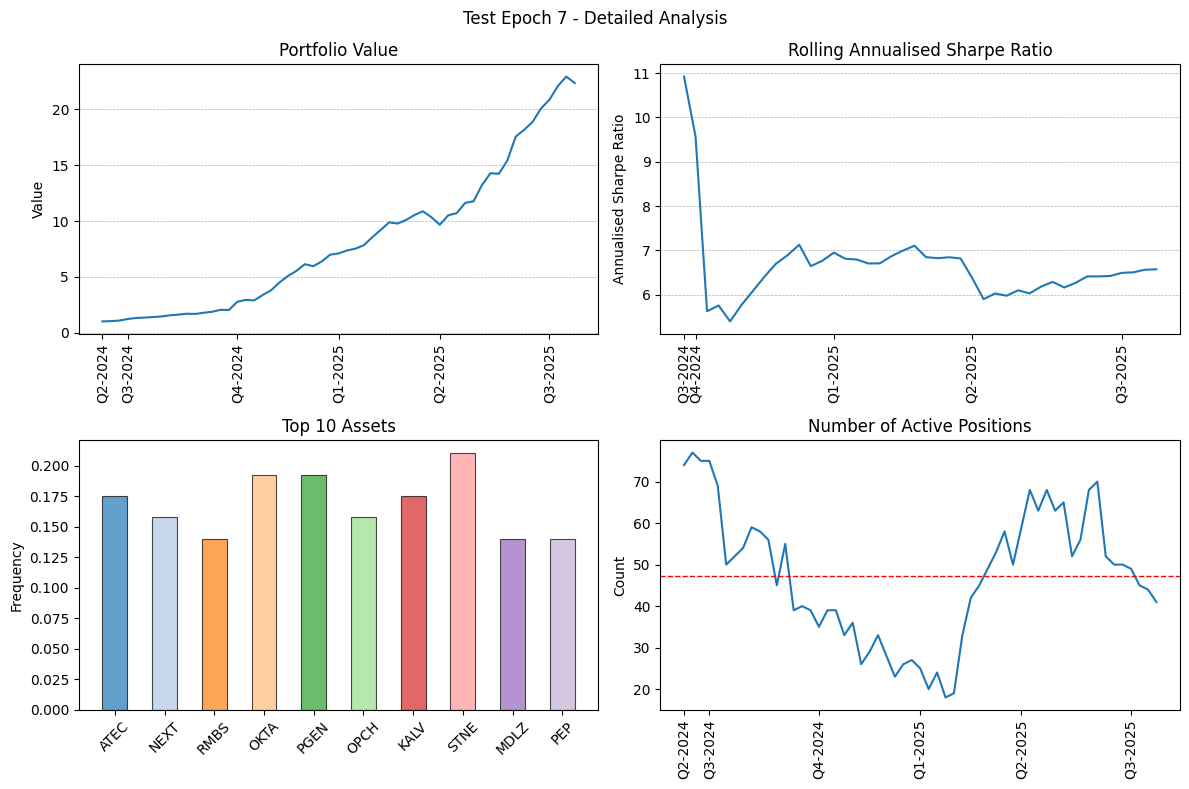 Test Epoch 7 - Detailed Analysis
Portfolio Value
Value
20
15
10
5
0
Q2-2024
Q3-2024
Q4-2024
Q1-2025
Q2-2025
Q3-2025
Rolling Annualised Sharpe Ratio
Annualised Sharpe Ratio
11
10
9
8
7
6
Q3-2024
Q4-2024
Q1-2025
Q2-2025
Q3-2025
Top 10 Assets
Frequency
0.200
0.175
0.150
0.125
0.100
0.075
0.050
0.025
0.000
ATEC
NEXT
RMBS
OKTA
PGEN
OPCH
KALV
STNE
MDLZ
PEP
Number of Active Positions
Count
70
60
50
40
30
20
Q2-2024
Q3-2024
Q4-2024
Q1-2025
Q2-2025
Q3-2025